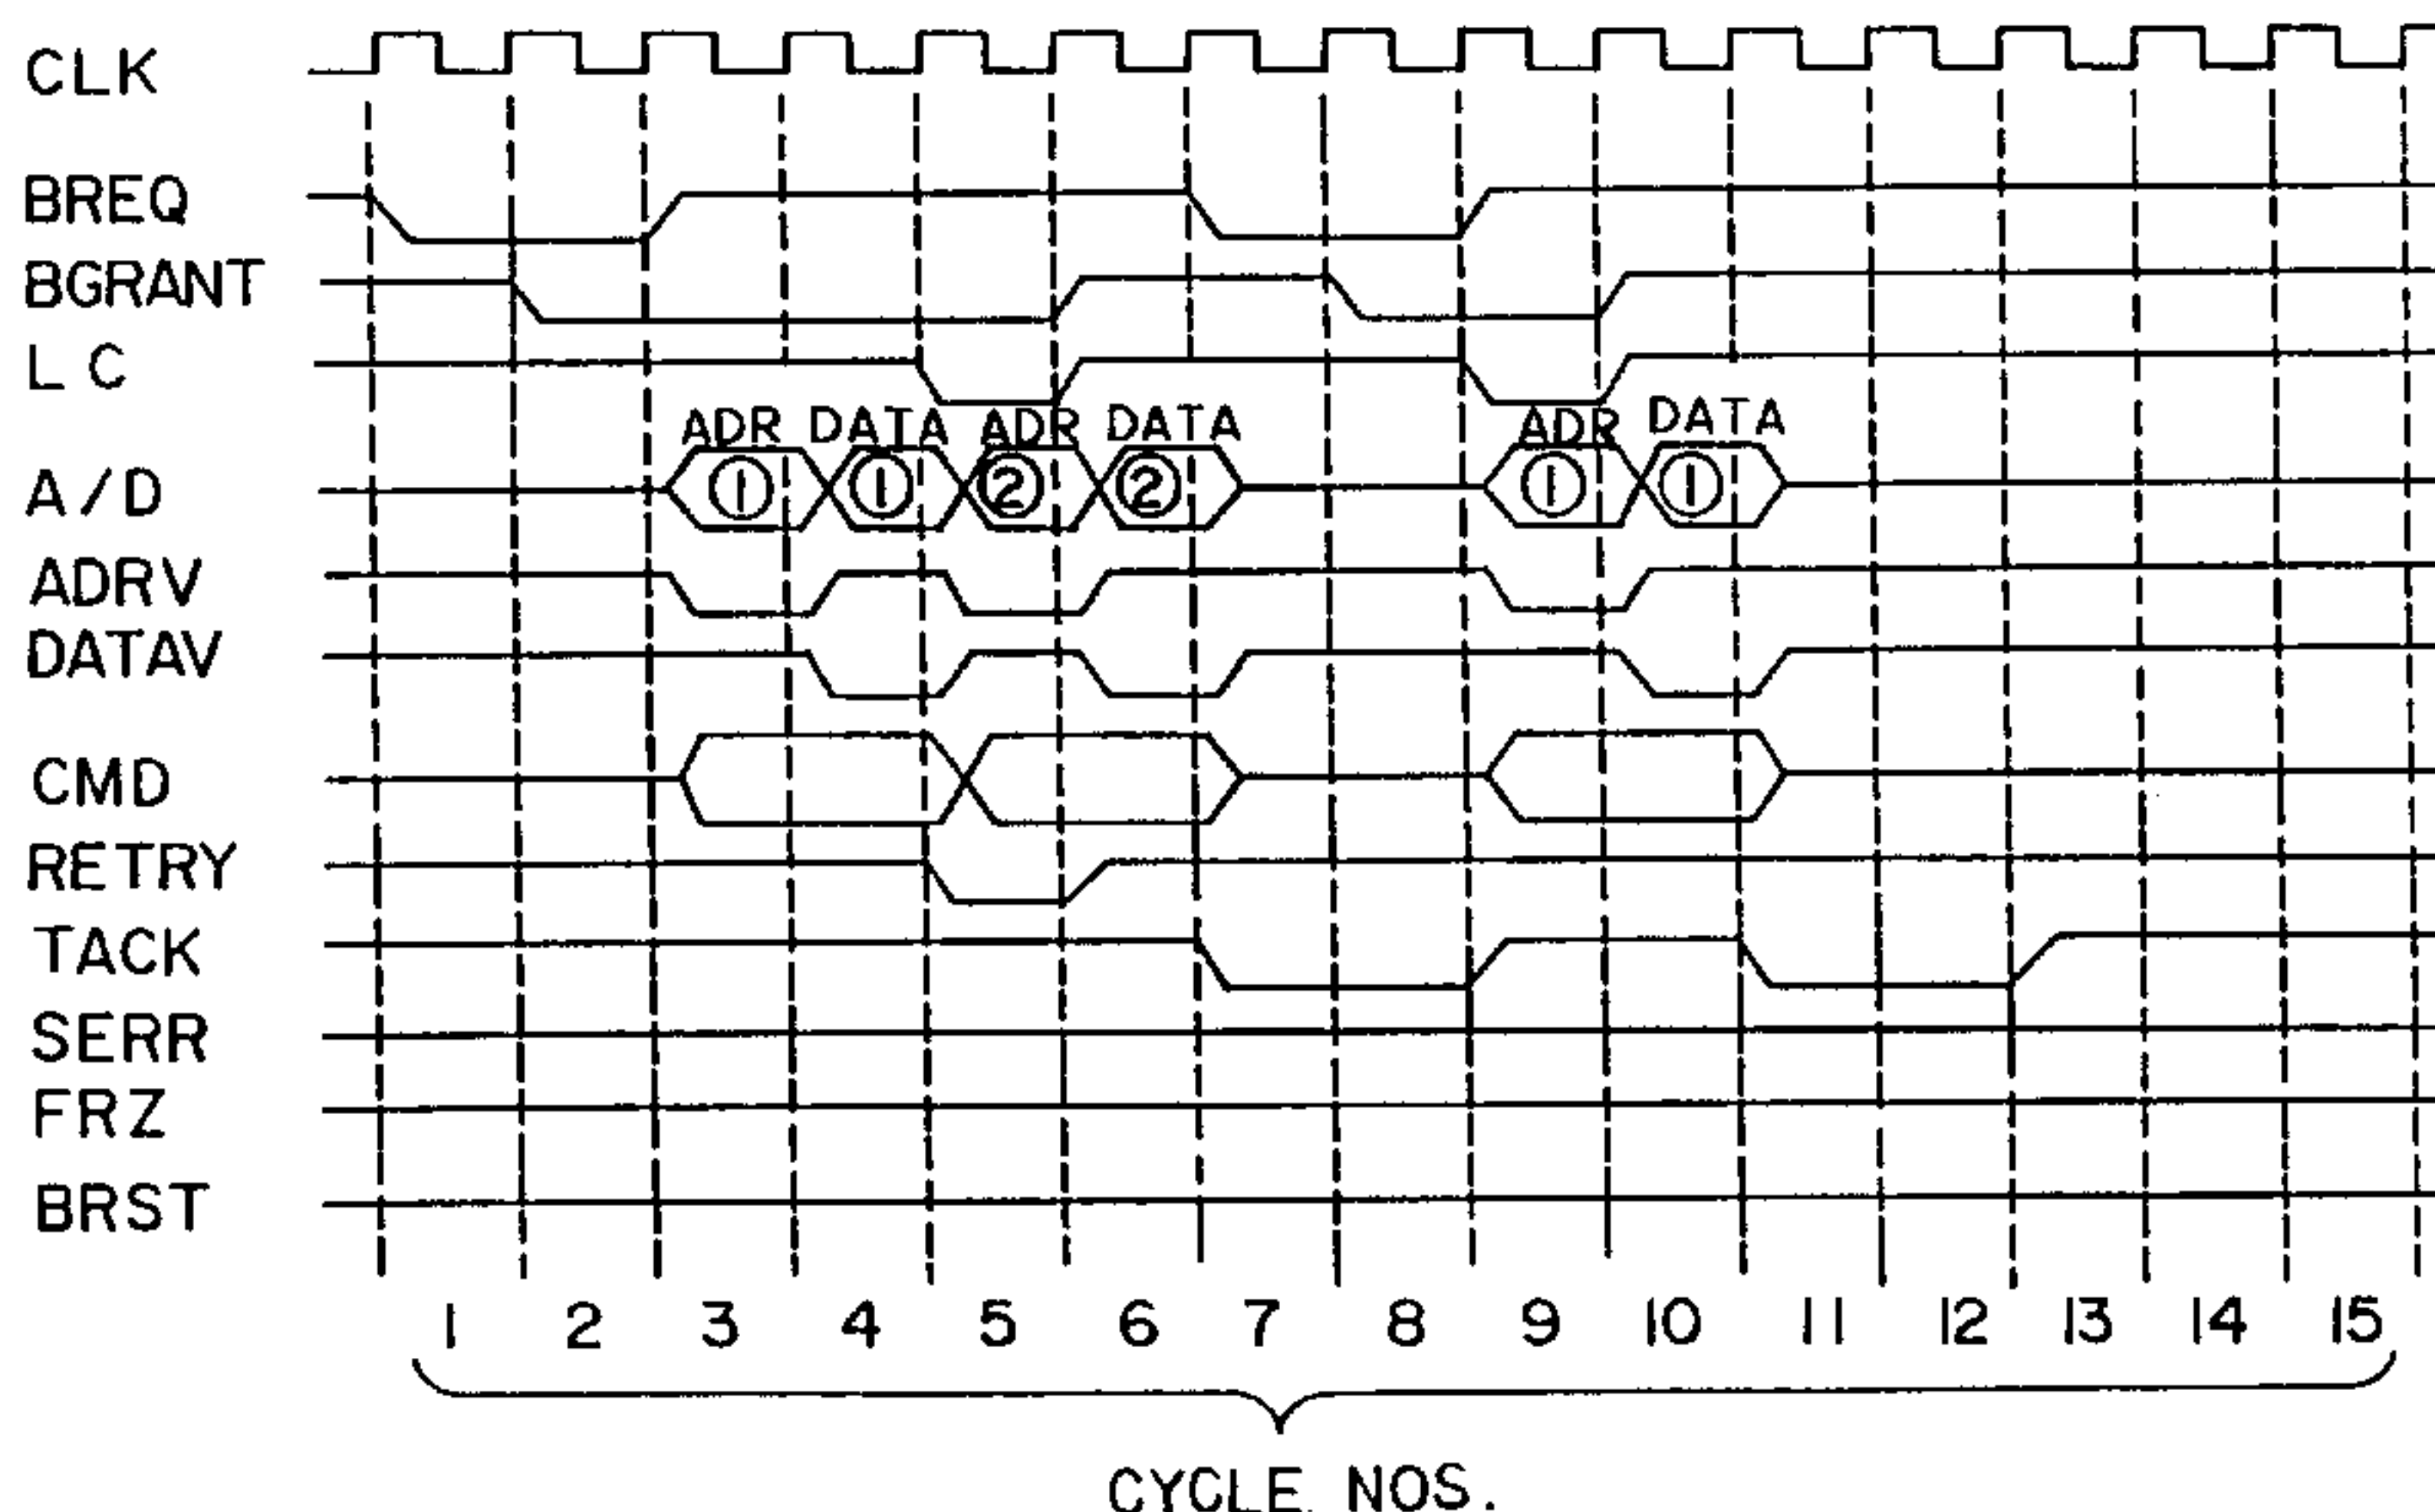 CLK
BREQ
BGRANT
LC
ADR DATA ADR DATA ADR DATA
A/D ① ① ② ② ① ①
ADRV
DATAV
CMD
RETRY
TACK
SERR
FRZ
BRST
1 2 3 4 5 6 7 8 9 10 11 12 13 14 15
CYCLE NOS.